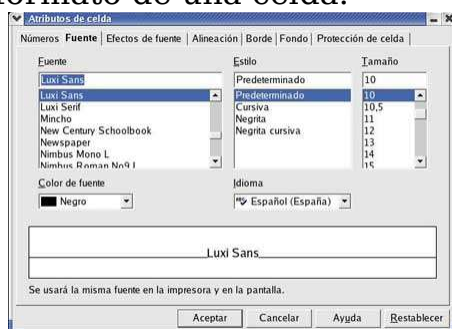 formato de una celda.
Atributos de celda
Números Fuente Efectos de fuente Alineación Borde Fondo Protección de celda
Fuente Estilo Tamaño
Luxi Sans Predeterminado 10
Luxi Sans Predeterminado 10
Luxi Serif Cursiva 10,5
Mincho Negrita 11
New Century Schoolbook Negrita cursiva 12
Newspaper 13
Nimbus Mono L 14
Nimbus Roman No9 L 15
Color de fuente Idioma
Negro Español (España)
Luxi Sans
Se usará la misma fuente en la impresora y en la pantalla.
Aceptar Cancelar Ayuda Restablecer